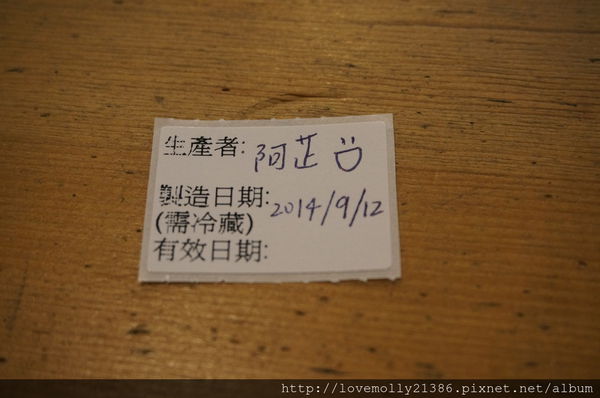 生產者: 阿芷
製造日期: 2014/9/12
(需冷藏)
有效日期:
http://lovemolly21386.pixnet.net/album